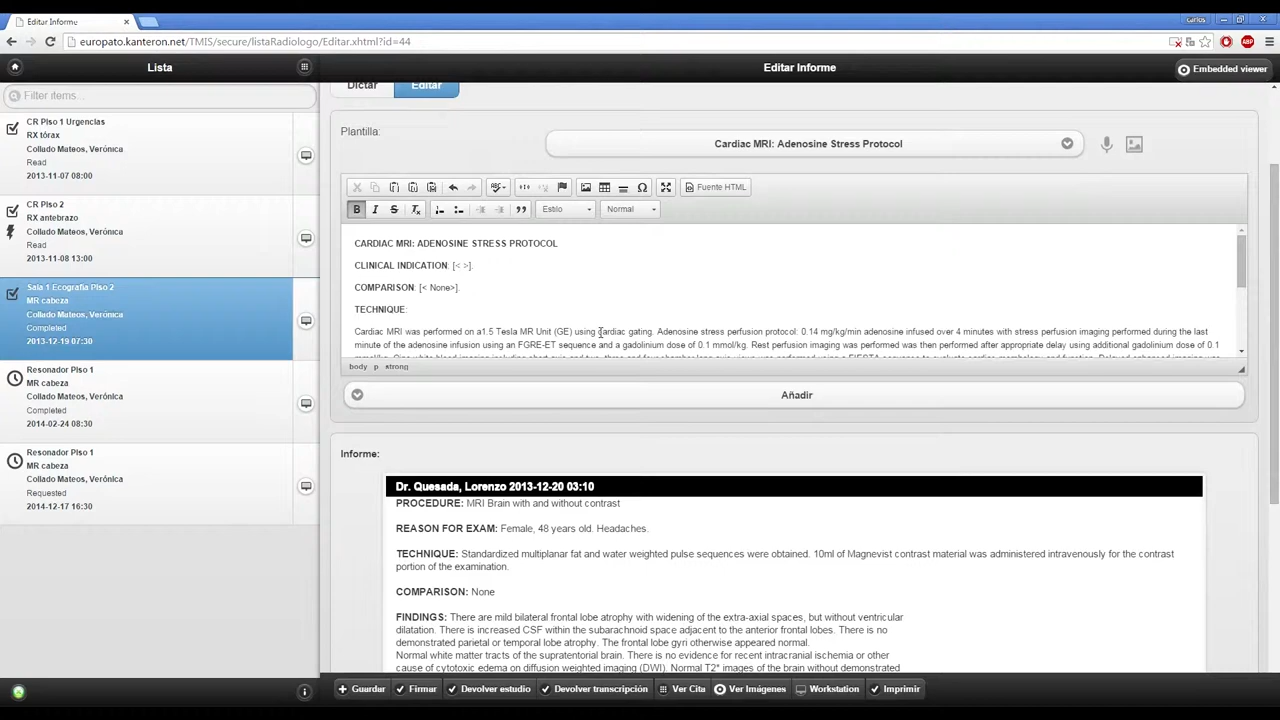 Editar Informe
carlos
europato.kanteron.net/TMIS/secure/listaRadiologo/Editar.xhtml?id=44
ABP
Lista
Editar Informe
Embedded viewer
Filter items...
CR Piso 1 Urgencias
RX tórax
Collado Mateos, Verónica
Read
2013-11-07 08:00
CR Piso 2
RX antebrazo
Collado Mateos, Verónica
Read
2013-11-08 13:00
Sala 1 Ecografía Piso 2
MR cabeza
Collado Mateos, Verónica
Completed
2013-12-19 07:30
Resonador Piso 1
MR cabeza
Collado Mateos, Verónica
Completed
2014-02-24 08:30
Resonador Piso 1
MR cabeza
Collado Mateos, Verónica
Requested
2014-12-17 16:30
Dictar
Editar
Plantilla:
Cardiac MRI: Adenosine Stress Protocol
ABC
Ω
Fuente HTML
B I S Tx
Estilo
Normal
CARDIAC MRI: ADENOSINE STRESS PROTOCOL
CLINICAL INDICATION: [< >].
COMPARISON: [< None>].
TECHNIQUE:
Cardiac MRI was performed on a1.5 Tesla MR Unit (GE) using cardiac gating. Adenosine stress perfusion protocol: 0.14 mg/kg/min adenosine infused over 4 minutes with stress perfusion imaging performed during the last
minute of the adenosine infusion using an FGRE-ET sequence and a gadolinium dose of 0.1 mmol/kg. Rest perfusion imaging was performed after appropriate delay using additional gadolinium dose of 0.1
body p strong
Añadir
Informe:
Dr. Quesada, Lorenzo 2013-12-20 03:10
PROCEDURE: MRI Brain with and without contrast
REASON FOR EXAM: Female, 48 years old. Headaches.
TECHNIQUE: Standardized multiplanar fat and water weighted pulse sequences were obtained. 10ml of Magnevist contrast material was administered intravenously for the contrast
portion of the examination.
COMPARISON: None
FINDINGS: There are mild bilateral frontal lobe atrophy with widening of the extra-axial spaces, but without ventricular
dilatation. There is increased CSF within the subarachnoid space adjacent to the anterior frontal lobes. There is no
demonstrated parietal or temporal lobe atrophy. The frontal lobe gyri otherwise appeared normal.
Normal white matter tracts of the supratentorial brain. There is no evidence for recent intracranial ischemia or other
cause of cytotoxic edema on diffusion weighted imaging (DWI). Normal T2* images of the brain without demonstrated
Guardar
Firmar
Devolver estudio
Devolver transcripción
Ver Cita
Ver Imágenes
Workstation
Imprimir